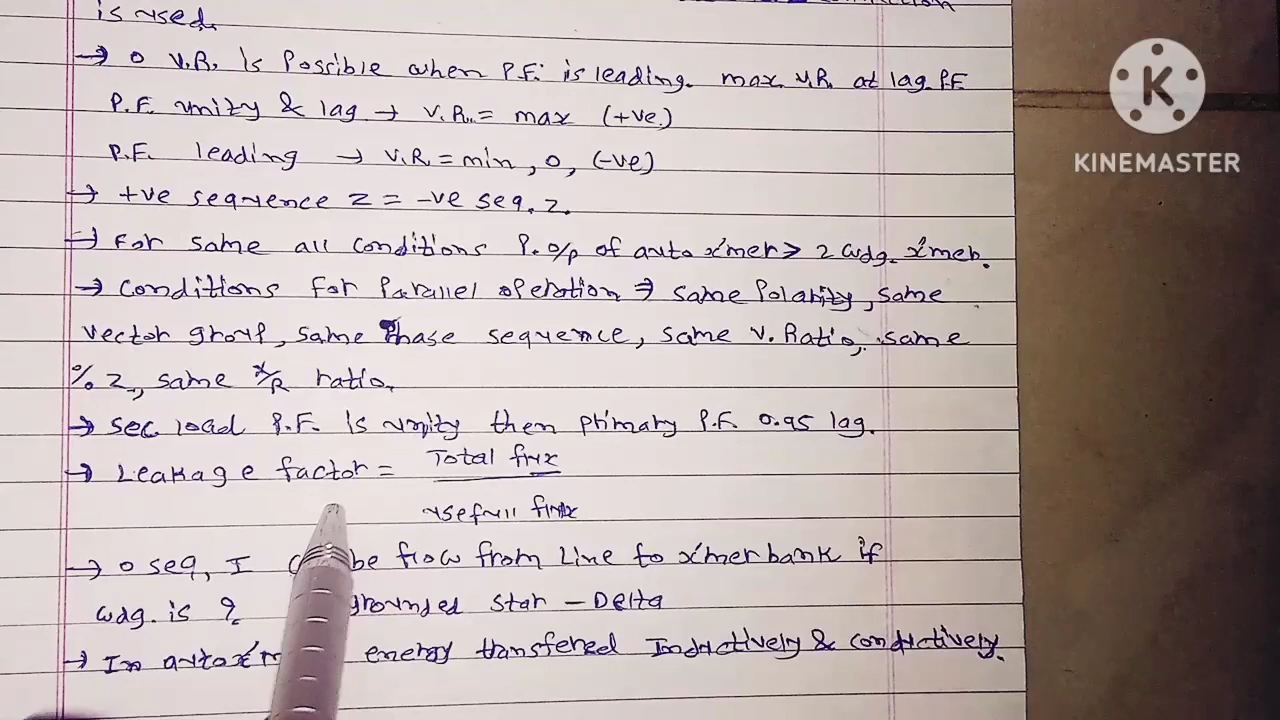 is used.
→ 0 V.R. is Possible when P.F. is leading. max. V.R. at lag. P.F
P.F. unity & lag → V.R. = max (+ve)
P.F. leading → V.R. = min, 0, (-ve)
→ +ve sequence Z = -ve seq. Z.
→ For same all conditions P. o/p of auto x'mer > 2 wdg. x'mer.
→ Conditions for Parallel operation ⇒ same Polarity, same
vector group, same Phase sequence, same V. Ratio, same
% Z, same X/R ratio.
→ sec. load P.F. is unity then primary P.F. 0.95 lag.
→ Leakage factor = Total flux
usefull flux
→ 0 seq. I be flow from Line to x'mer bank if
wdg. is ? grounded star - Delta
→ In auto energy transferred Inductively & conductively.
KINEMASTER